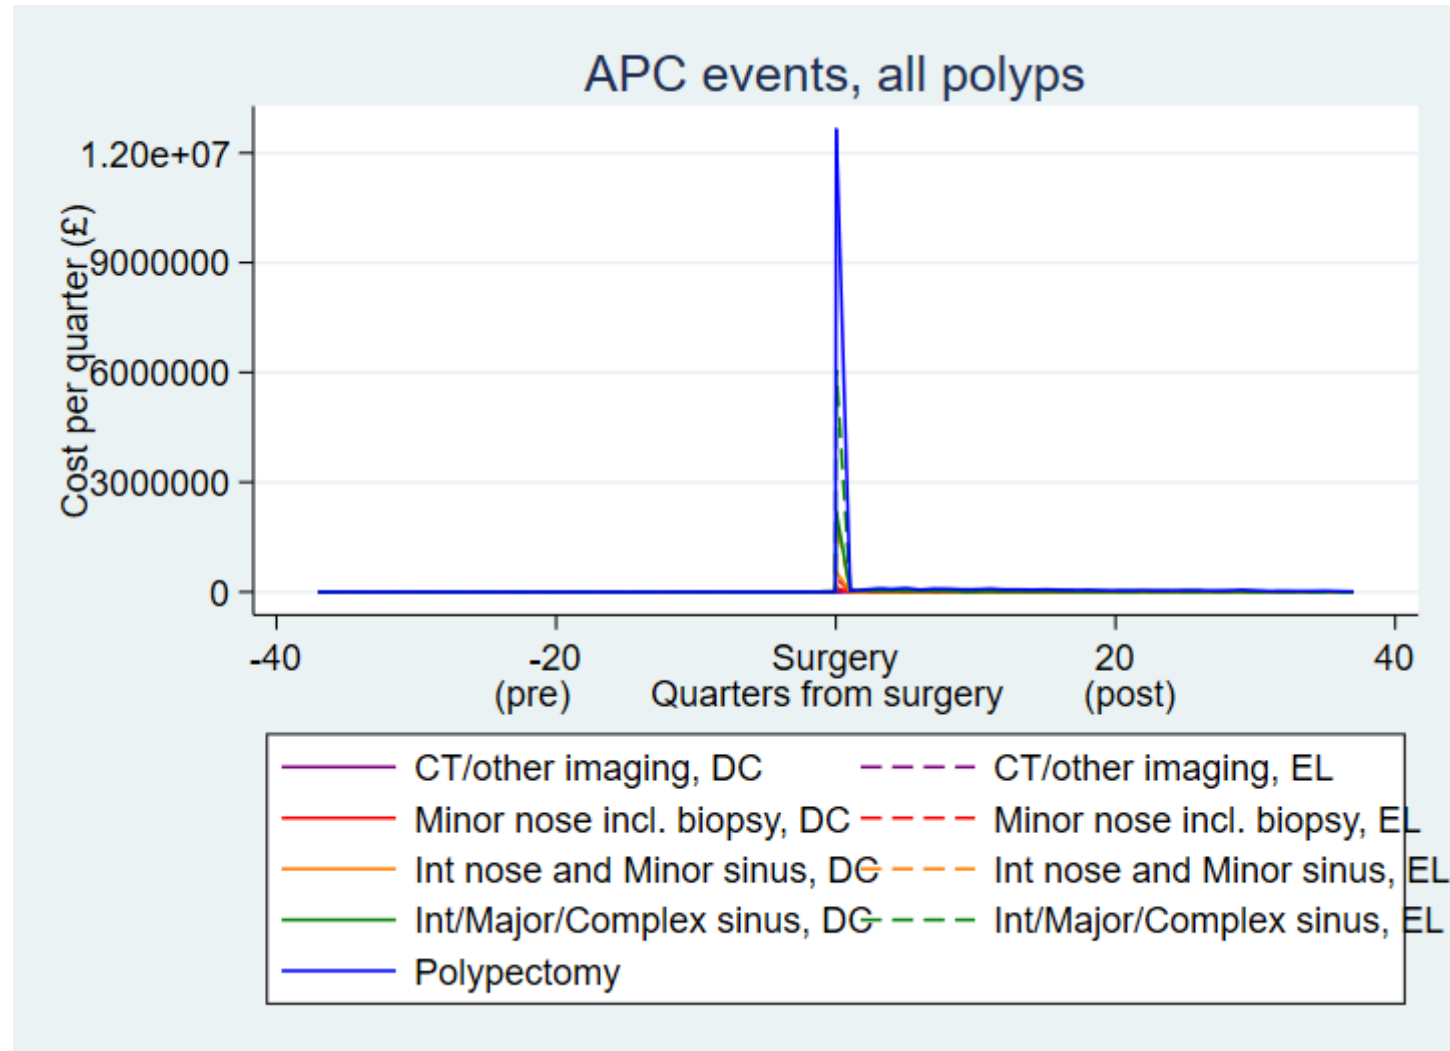 APC events, all polyps
Cost per quarter (£)
1.20e+07
9000000
6000000
3000000
0
-40
-20
Surgery
20
40
(pre)
Quarters from surgery
(post)
CT/other imaging, DC
CT/other imaging, EL
Minor nose incl. biopsy, DC
Minor nose incl. biopsy, EL
Int nose and Minor sinus, DC
Int nose and Minor sinus, EL
Int/Major/Complex sinus, DC
Int/Major/Complex sinus, EL
Polypectomy